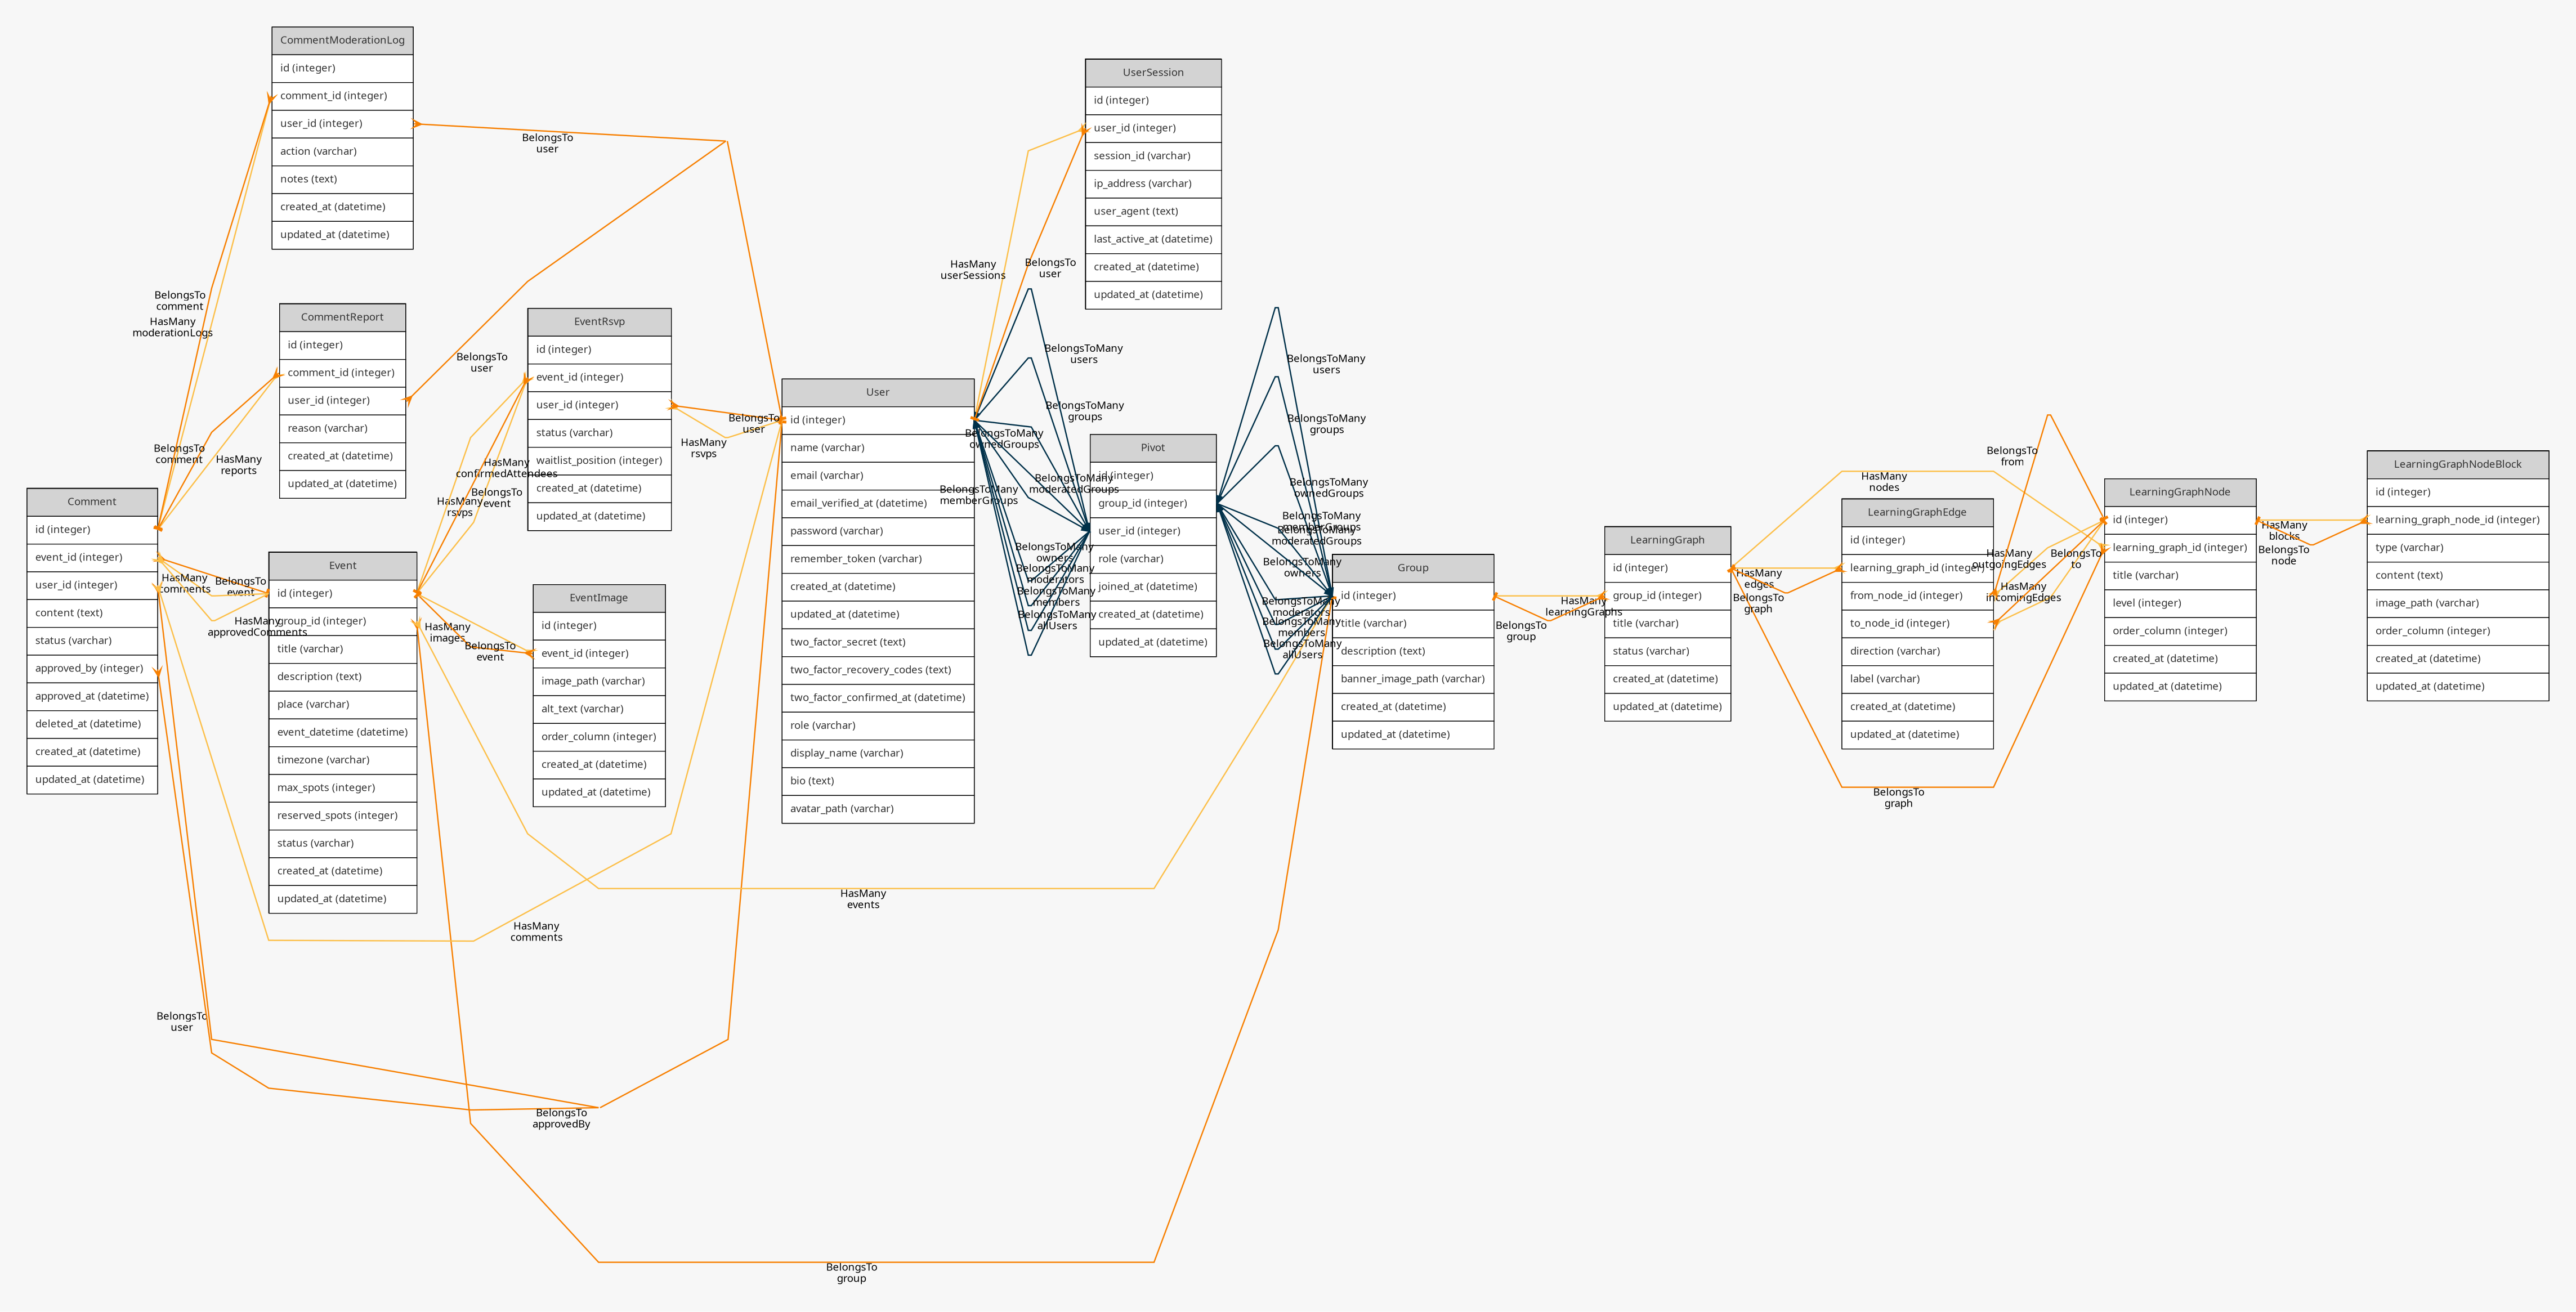 CommentModerationLog
id (integer)
comment_id (integer)
user_id (integer)
action (varchar)
notes (text)
created_at (datetime)
updated_at (datetime)
UserSession
id (integer)
user_id (integer)
session_id (varchar)
ip_address (varchar)
user_agent (text)
last_active_at (datetime)
created_at (datetime)
updated_at (datetime)
BelongsTo
user
HasMany
userSessions
BelongsTo
user
BelongsTo
comment
HasMany
moderationLogs
CommentReport
id (integer)
comment_id (integer)
user_id (integer)
reason (varchar)
created_at (datetime)
updated_at (datetime)
BelongsTo
user
EventRsvp
id (integer)
event_id (integer)
user_id (integer)
status (varchar)
waitlist_position (integer)
created_at (datetime)
updated_at (datetime)
BelongsTo
comment
HasMany
reports
HasMany
confirmedAttendees
HasMany
rsvps
BelongsTo
event
BelongsTo
user
HasMany
rsvps
User
id (integer)
name (varchar)
email (varchar)
email_verified_at (datetime)
password (varchar)
remember_token (varchar)
created_at (datetime)
updated_at (datetime)
two_factor_secret (text)
two_factor_recovery_codes (text)
two_factor_confirmed_at (datetime)
role (varchar)
display_name (varchar)
bio (text)
avatar_path (varchar)
BelongsToMany
users
BelongsToMany
groups
BelongsToMany
ownedGroups
BelongsToMany
moderatedGroups
BelongsToMany
memberGroups
BelongsToMany
owners
BelongsToMany
moderators
BelongsToMany
members
BelongsToMany
allUsers
Pivot
id (integer)
group_id (integer)
user_id (integer)
role (varchar)
joined_at (datetime)
created_at (datetime)
updated_at (datetime)
BelongsToMany
users
BelongsToMany
groups
BelongsToMany
ownedGroups
BelongsToMany
memberGroups
BelongsToMany
moderatedGroups
BelongsToMany
owners
BelongsToMany
moderators
BelongsToMany
members
BelongsToMany
allUsers
Comment
id (integer)
event_id (integer)
user_id (integer)
content (text)
status (varchar)
approved_by (integer)
approved_at (datetime)
deleted_at (datetime)
created_at (datetime)
updated_at (datetime)
HasMany
comments
BelongsTo
event
HasMany
approvedComments
Event
id (integer)
group_id (integer)
title (varchar)
description (text)
place (varchar)
event_datetime (datetime)
timezone (varchar)
max_spots (integer)
reserved_spots (integer)
status (varchar)
created_at (datetime)
updated_at (datetime)
HasMany
images
BelongsTo
event
EventImage
id (integer)
event_id (integer)
image_path (varchar)
alt_text (varchar)
order_column (integer)
created_at (datetime)
updated_at (datetime)
Group
id (integer)
title (varchar)
description (text)
banner_image_path (varchar)
created_at (datetime)
updated_at (datetime)
BelongsTo
group
HasMany
learningGraphs
LearningGraph
id (integer)
group_id (integer)
title (varchar)
status (varchar)
created_at (datetime)
updated_at (datetime)
HasMany
nodes
HasMany
edges
BelongsTo
graph
LearningGraphEdge
id (integer)
learning_graph_id (integer)
from_node_id (integer)
to_node_id (integer)
direction (varchar)
label (varchar)
created_at (datetime)
updated_at (datetime)
BelongsTo
from
HasMany
outgoingEdges
BelongsTo
to
HasMany
incomingEdges
BelongsTo
graph
LearningGraphNode
id (integer)
learning_graph_id (integer)
title (varchar)
level (integer)
order_column (integer)
created_at (datetime)
updated_at (datetime)
HasMany
blocks
BelongsTo
node
LearningGraphNodeBlock
id (integer)
learning_graph_node_id (integer)
type (varchar)
content (text)
image_path (varchar)
order_column (integer)
created_at (datetime)
updated_at (datetime)
HasMany
events
HasMany
comments
BelongsTo
user
BelongsTo
approvedBy
BelongsTo
group